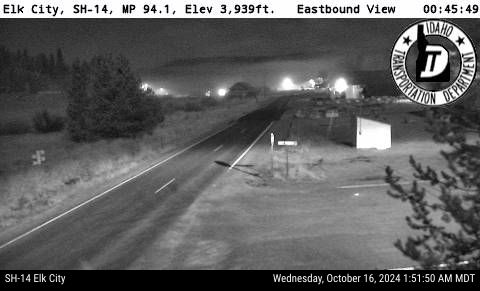 Elk City, SH-14, MP 94.1, Elev 3,939ft. Eastbound View 00:45:49
IDAHO
TRANSPORTATION DEPARTMENT
SH-14 Elk City Wednesday, October 16, 2024 1:51:50 AM MDT